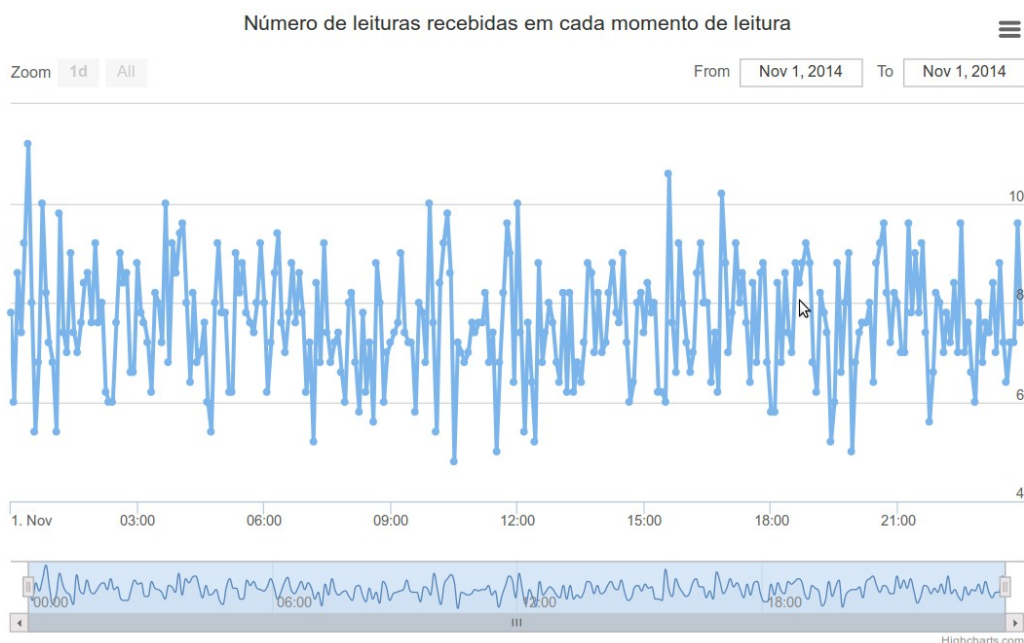 Número de leituras recebidas em cada momento de leitura
Zoom 1d All From Nov 1, 2014 To Nov 1, 2014
10
8
6
4
1. Nov 03:00 06:00 09:00 12:00 15:00 18:00 21:00
00:00 06:00 12:00 18:00
Highcharts.com